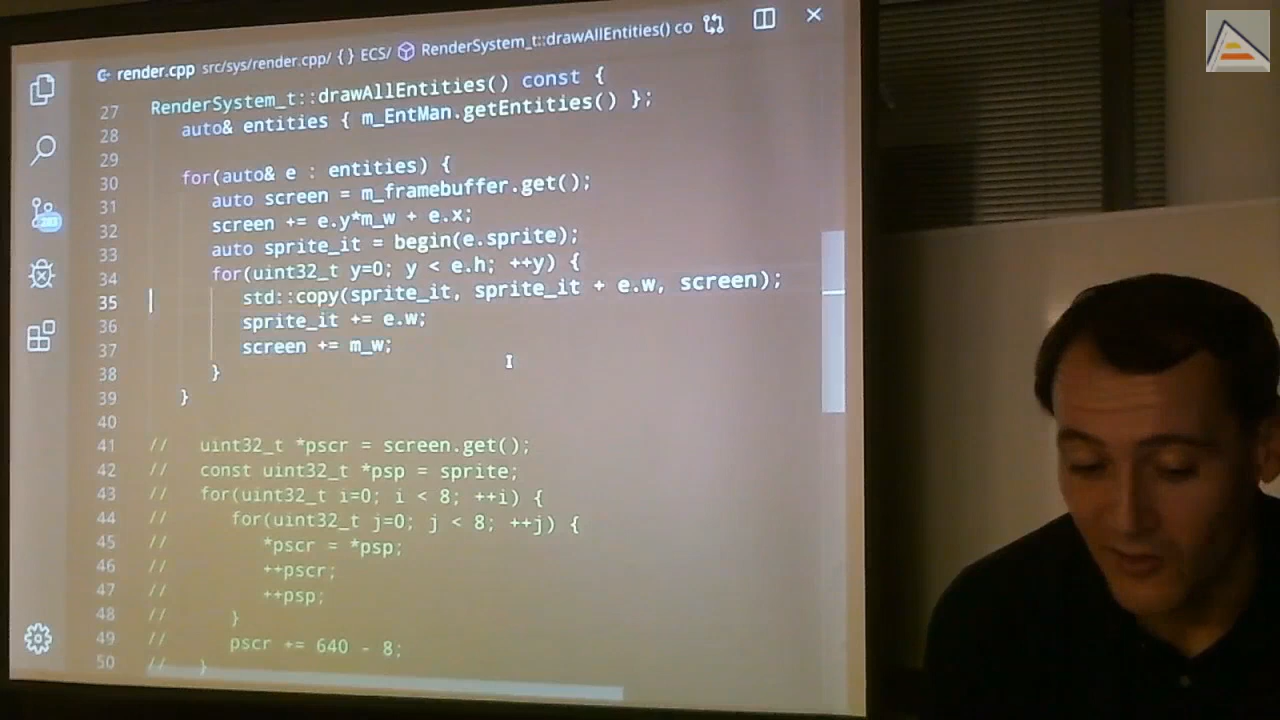 render.cpp src/sys/render.cpp/ { } ECS/ RenderSystem_t::drawAllEntities() co
27 RenderSystem_t::drawAllEntities() const {
28 auto& entities { m_EntMan.getEntities() };
29
30 for(auto& e : entities) {
31 auto screen = m_framebuffer.get();
32 screen += e.y*m_w + e.x;
33 auto sprite_it = begin(e.sprite);
34 for(uint32_t y=0; y < e.h; ++y) {
35 std::copy(sprite_it, sprite_it + e.w, screen);
36 sprite_it += e.w;
37 screen += m_w;
38 }
39 }
40
41 // uint32_t *pscr = screen.get();
42 // const uint32_t *psp = sprite;
43 // for(uint32_t i=0; i < 8; ++i) {
44 // for(uint32_t j=0; j < 8; ++j) {
45 // *pscr = *psp;
46 // ++pscr;
47 // ++psp;
48 // }
49 // pscr += 640 - 8;
50 // }